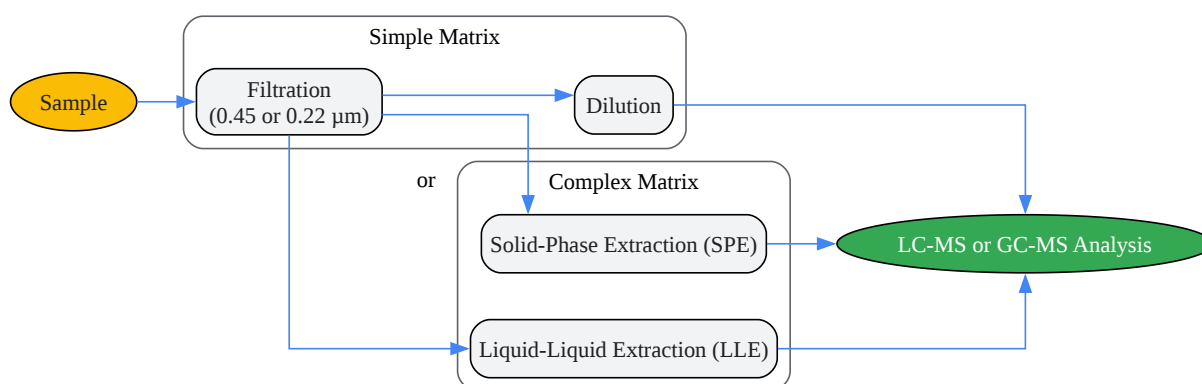 Simple Matrix
Sample
Filtration
(0.45 or 0.22 µm)
Dilution
or
Complex Matrix
Solid-Phase Extraction (SPE)
LC-MS or GC-MS Analysis
Liquid-Liquid Extraction (LLE)